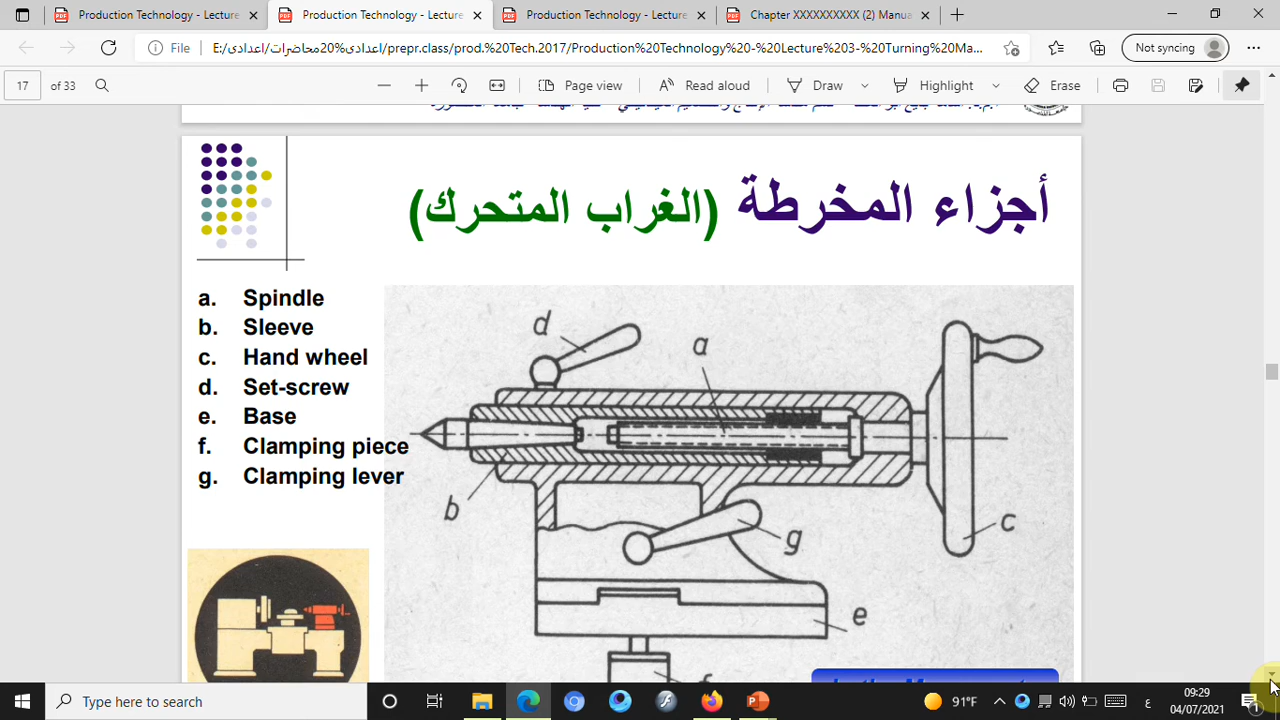 Production Technology - Lecture
Production Technology - Lecture
Production Technology - Lecture
Chapter XXXXXXXXXX (2) Manua
File
E:/اعدادى/محاضرات%20اعدادى/prepr.class/prod.%20Tech.2017/Production%20Technology%20-%20Lecture%203-%20Turning%20Ma...
Not syncing
17 of 33
Page view
Read aloud
Draw
Highlight
Erase
أجزاء المخرطة (الغراب المتحرك)
a. Spindle
b. Sleeve
c. Hand wheel
d. Set-screw
e. Base
f. Clamping piece
g. Clamping lever
d
a
b
g
c
e
Type here to search
91°F
ع
09:29
04/07/2021
1